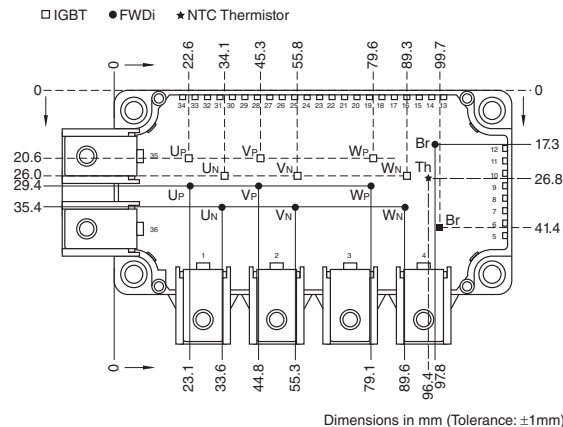 □ IGBT ● FWDi ★ NTC Thermistor
22.6 34.1 45.3 55.8 79.6 89.3 99.7
0
0
0
34 33 32 31 30 29 28 27 26 25 24 23 22 21 20 19 18 17 16 15 14 13
UP VP WP Br 12 17.3
20.6 35 11
26.0 UN VN WN Th 10 26.8
29.4 9
UP VP WP 8
35.4 7
UN VN WN Br 6 41.4
36 5
1 2 3 4
0
23.1 33.6 44.8 55.3 79.1 89.6 96.4 97.8
Dimensions in mm (Tolerance: ±1mm)